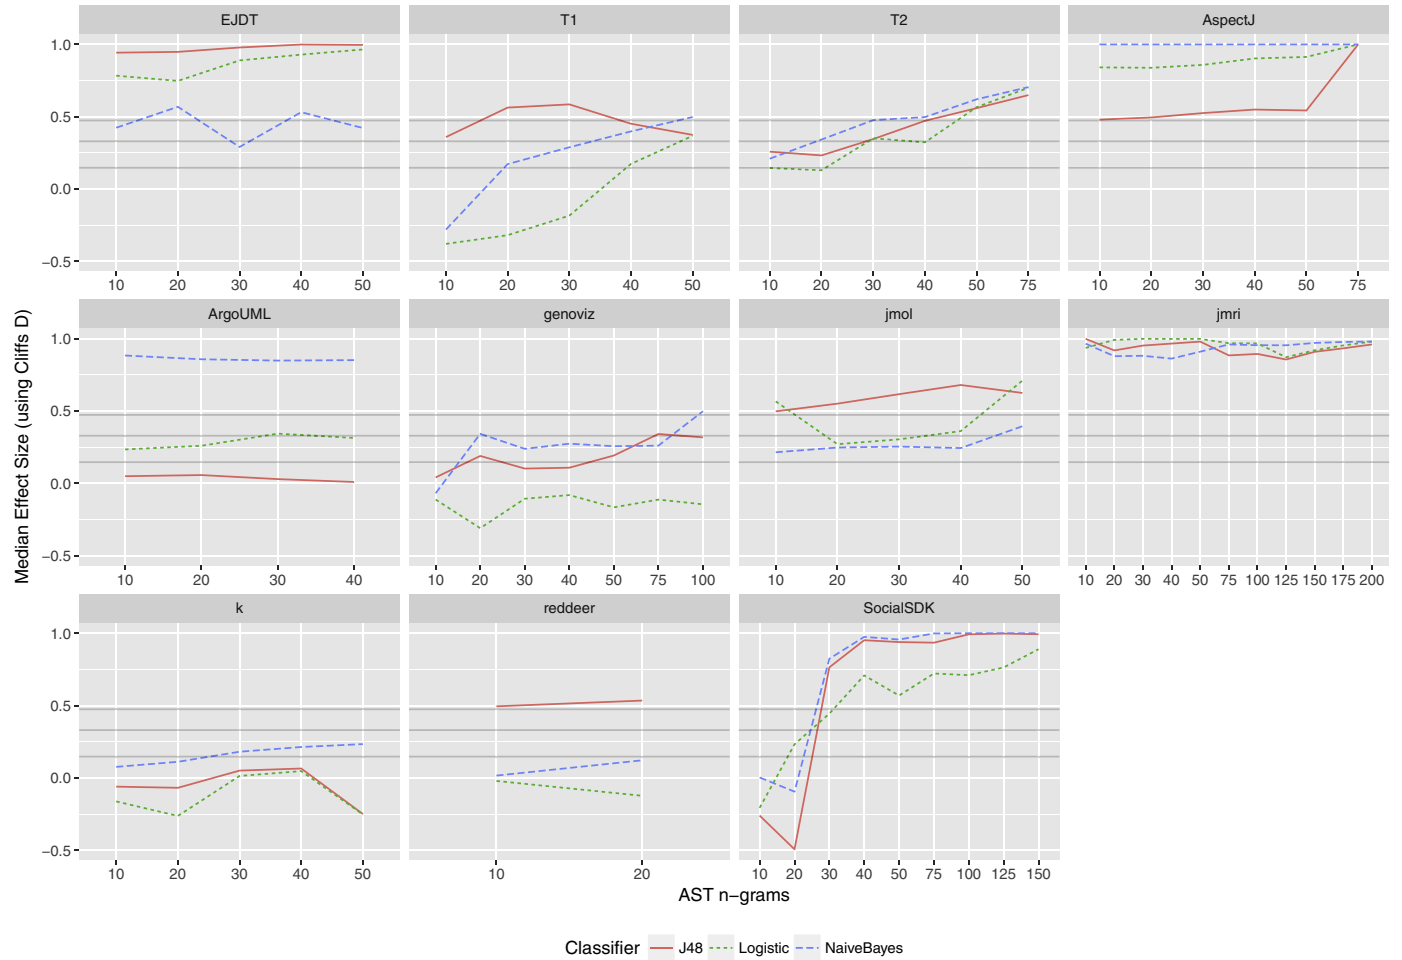 EJDT T1 T2 AspectJ
1.0
0.5
0.0
−0.5
10 20 30 40 50 10 20 30 40 50 10 20 30 40 50 75 10 20 30 40 50 75
ArgoUML genoviz jmol jmri
1.0
0.5
0.0
−0.5
10 20 30 40 10 20 30 40 50 75 100 10 20 30 40 50 10 20 30 40 50 75 100 125 150 175 200
k reddeer SocialSDK
1.0
0.5
0.0
−0.5
10 20 30 40 50 10 20 10 20 30 40 50 75 100 125 150
Median Effect Size (using Cliffs D)
AST n−grams
Classifier J48 Logistic NaiveBayes